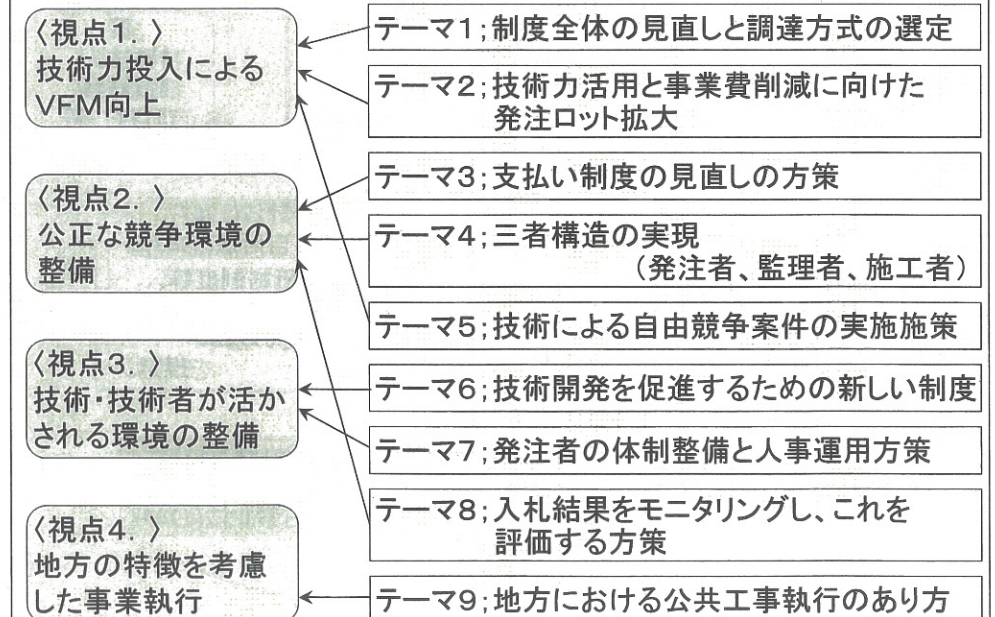 〈視点1. 〉
技術力投入による
VFM向上
〈視点2. 〉
公正な競争環境の
整備
〈視点3. 〉
技術・技術者が活か
される環境の整備
〈視点4. 〉
地方の特徴を考慮
した事業執行
テーマ1;制度全体の見直しと調達方式の選定
テーマ2;技術力活用と事業費削減に向けた
発注ロット拡大
テーマ3;支払い制度の見直しの方策
テーマ4;三者構造の実現
(発注者、監理者、施工者)
テーマ5;技術による自由競争案件の実施施策
テーマ6;技術開発を促進するための新しい制度
テーマ7;発注者の体制整備と人事運用方策
テーマ8;入札結果をモニタリングし、これを
評価する方策
テーマ9;地方における公共工事執行のあり方